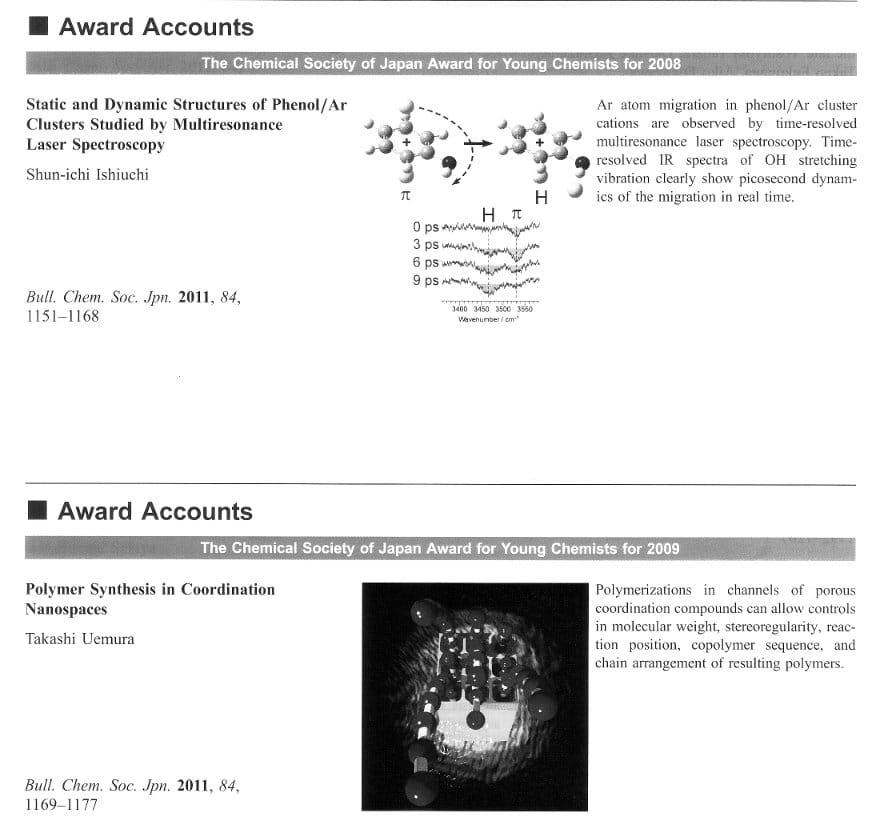 ■ Award Accounts
The Chemical Society of Japan Award for Young Chemists for 2008
Static and Dynamic Structures of Phenol/Ar
Clusters Studied by Multiresonance
Laser Spectroscopy
Shun-ichi Ishiuchi
Bull. Chem. Soc. Jpn. 2011, 84,
1151–1168
+
+
π
H
H π
0 ps
3 ps
6 ps
9 ps
3400 3450 3500 3550
Wavenumber / cm⁻¹
Ar atom migration in phenol/Ar cluster
cations are observed by time-resolved
multiresonance laser spectroscopy. Time-
resolved IR spectra of OH stretching
vibration clearly show picosecond dynam-
ics of the migration in real time.
■ Award Accounts
The Chemical Society of Japan Award for Young Chemists for 2009
Polymer Synthesis in Coordination
Nanospaces
Takashi Uemura
Bull. Chem. Soc. Jpn. 2011, 84,
1169–1177
Polymerizations in channels of porous
coordination compounds can allow controls
in molecular weight, stereoregularity, reac-
tion position, copolymer sequence, and
chain arrangement of resulting polymers.